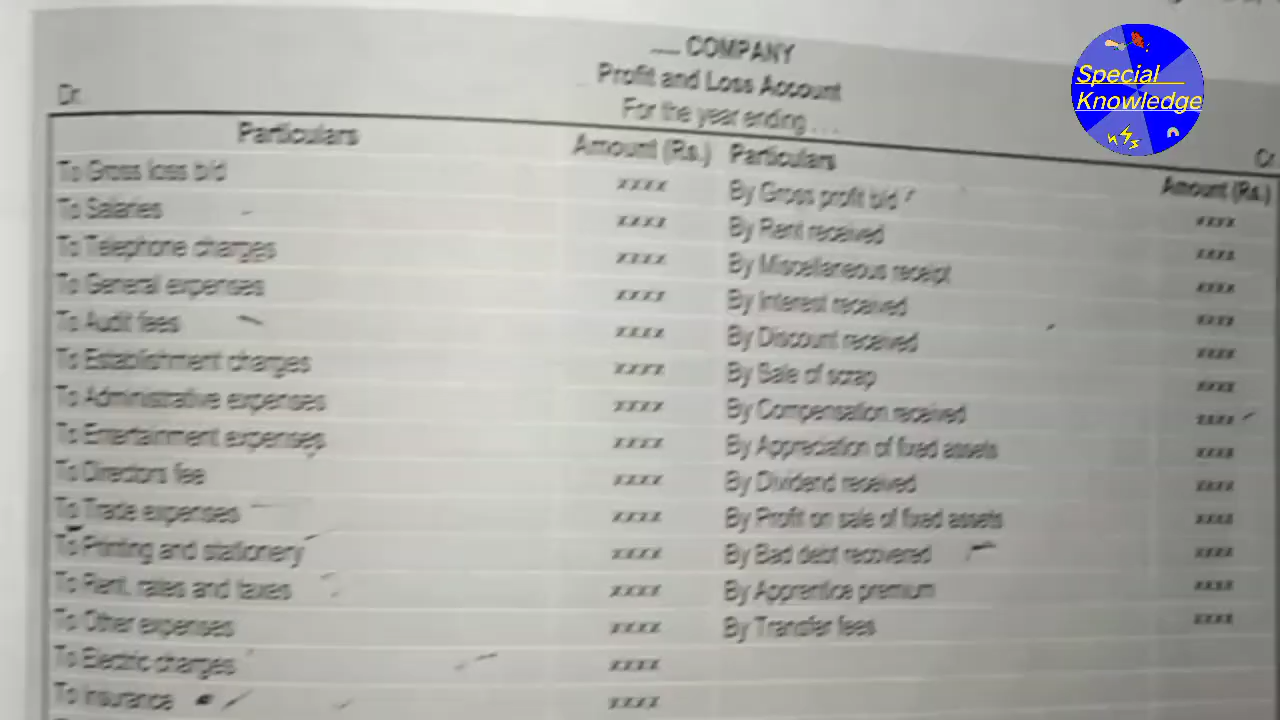 .... COMPANY
Profit and Loss Account
For the year ending . . .
Dr. Cr.
Particulars Amount (Rs.) Particulars Amount (Rs.)
To Gross loss b/d xxxx By Gross profit b/d xxxx
To Salaries xxxx By Rent received xxxx
To Telephone charges xxxx By Miscellaneous receipt xxxx
To General expenses xxxx By Interest received xxxx
To Audit fees xxxx By Discount received xxxx
To Establishment charges xxxx By Sale of scrap xxxx
To Administrative expenses xxxx By Compensation received xxxx
To Entertainment expenses xxxx By Appreciation of fixed assets xxxx
To Directors fee xxxx By Dividend received xxxx
To Trade expenses xxxx By Profit on sale of fixed assets xxxx
To Printing and stationery xxxx By Bad debt recovered xxxx
To Rent, rates and taxes xxxx By Apprentice premium xxxx
To Other expenses xxxx By Transfer fees xxxx
To Electric charges xxxx
To Insurance xxxx
Special
Knowledge